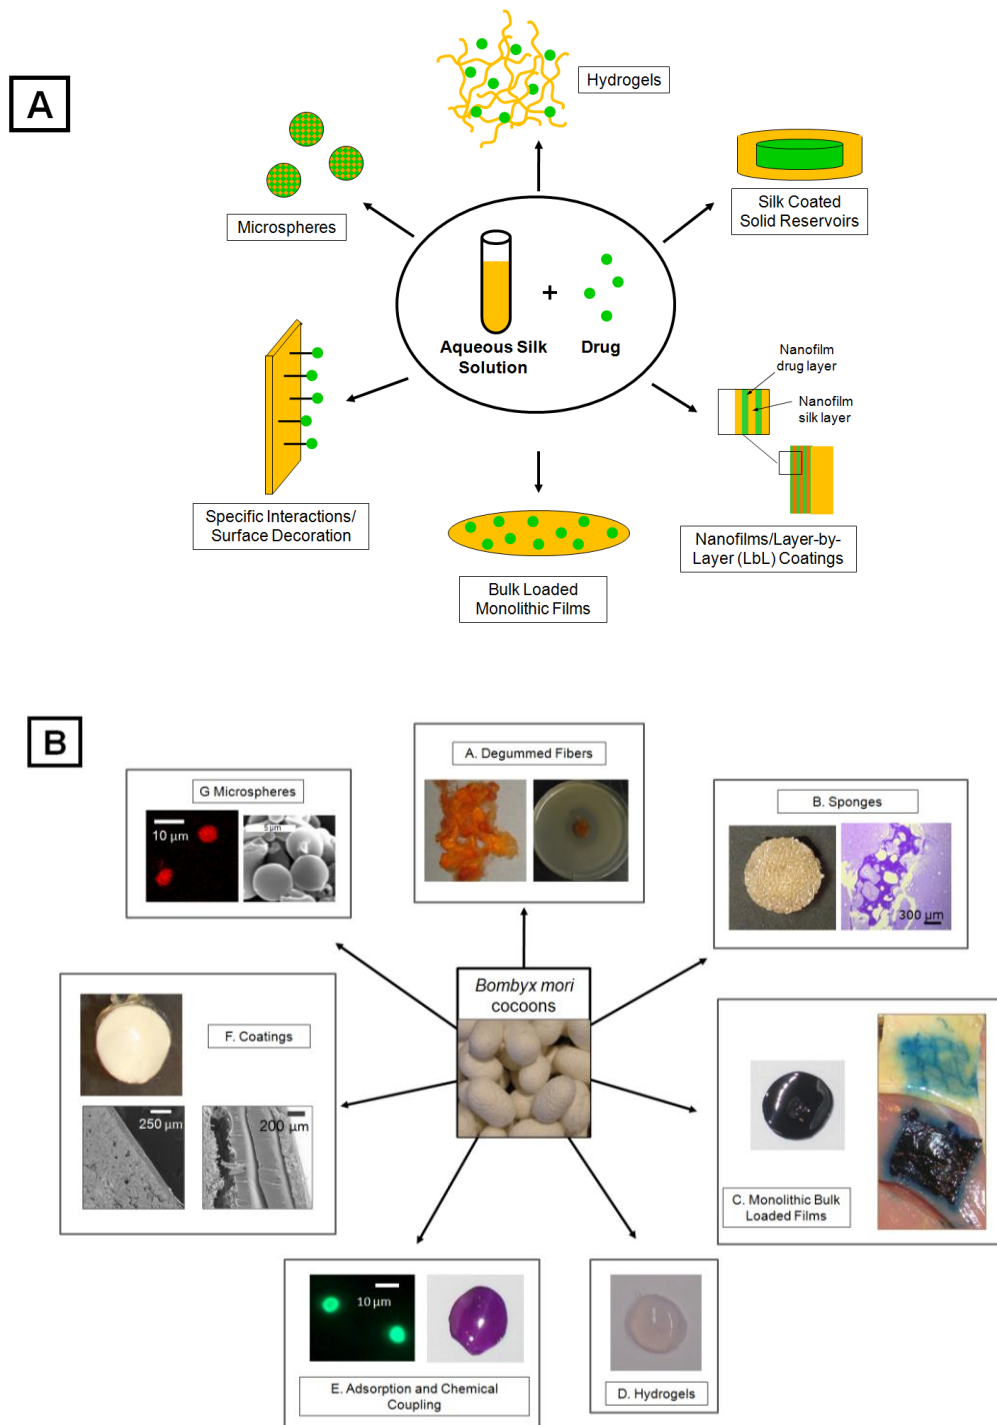 A
Hydrogels
Microspheres
Silk Coated
Solid Reservoirs
+
Aqueous Silk
Solution
Drug
Nanofilm
drug layer
Nanofilm
silk layer
Specific Interactions/
Surface Decoration
Nanofilms/Layer-by-
Layer (LbL) Coatings
Bulk Loaded
Monolithic Films
B
A. Degummed Fibers
G Microspheres
10 µm
5 µm
B. Sponges
300 µm
Bombyx mori
cocoons
F. Coatings
250 µm
200 µm
C. Monolithic Bulk
Loaded Films
10 µm
E. Adsorption and Chemical
Coupling
D. Hydrogels